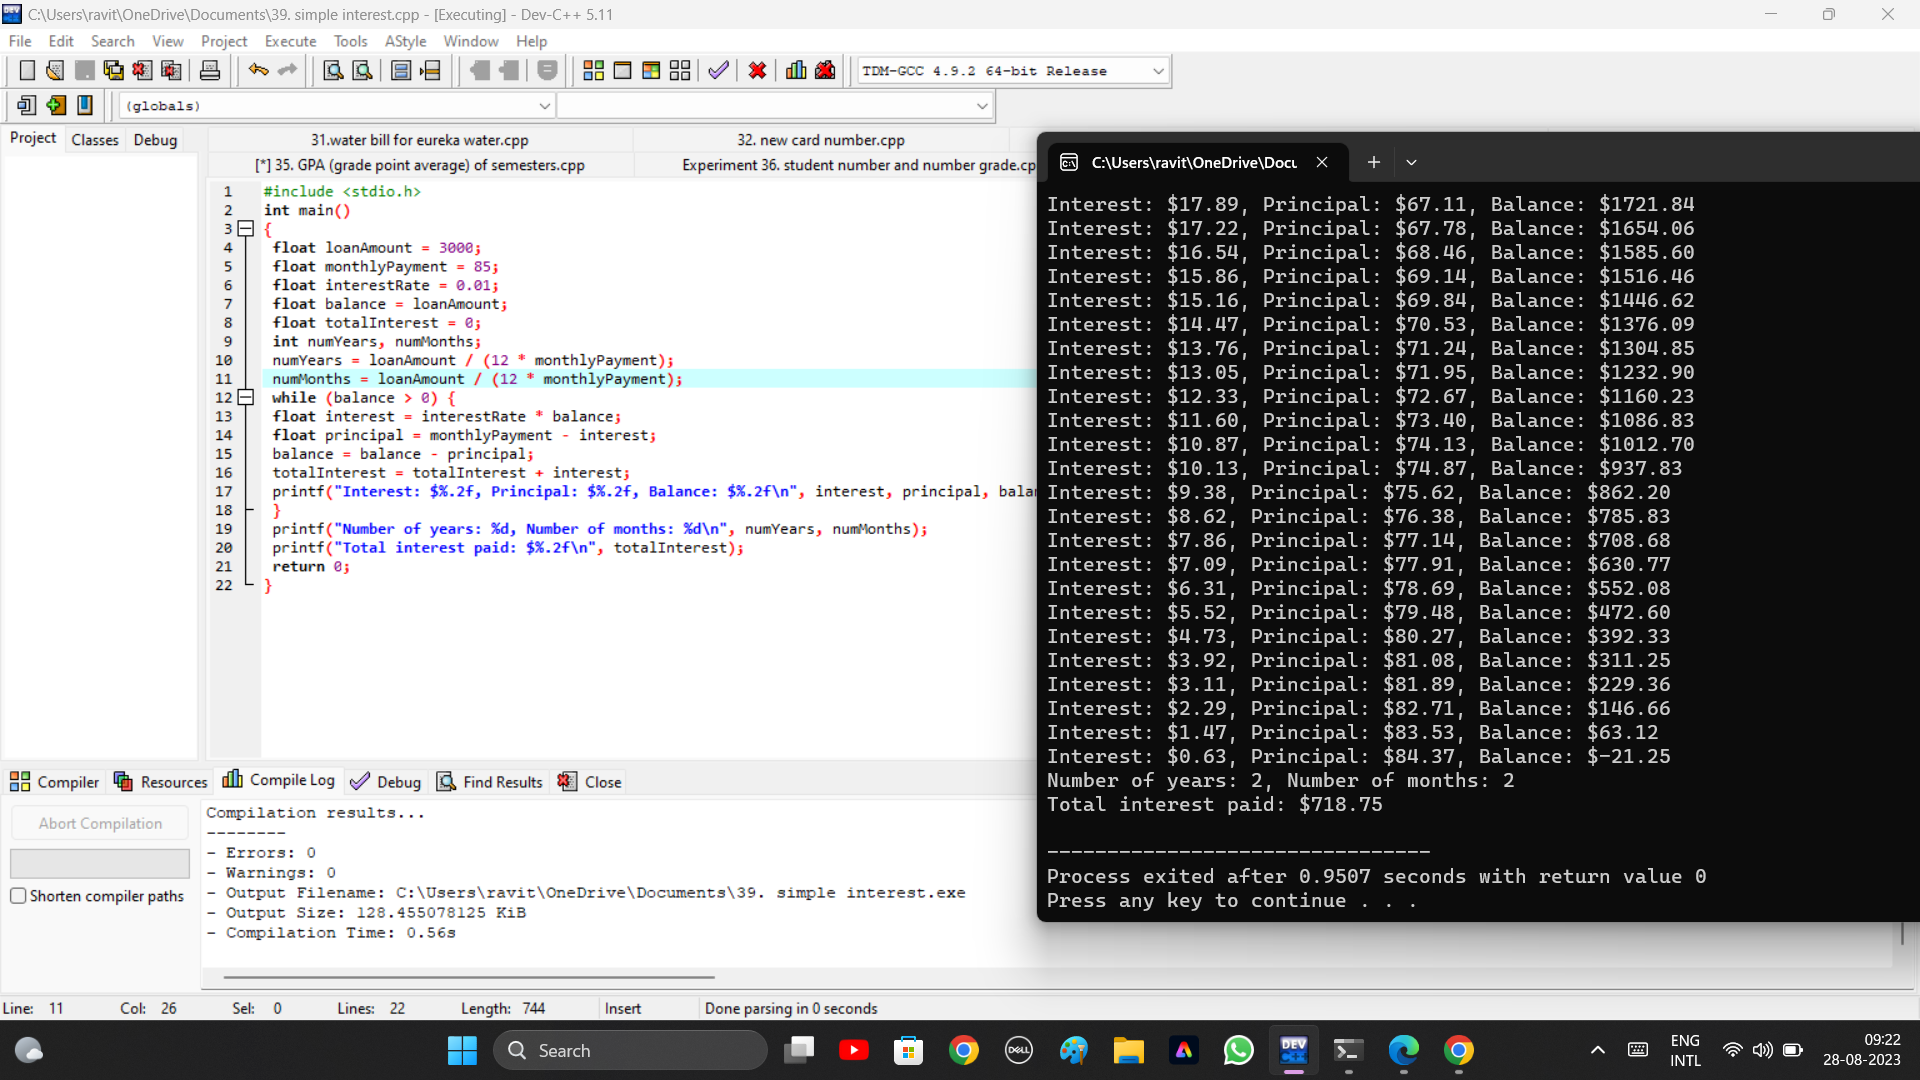 C:\Users\ravit\OneDrive\Documents\39. simple interest.cpp - [Executing] - Dev-C++ 5.11
File Edit Search View Project Execute Tools AStyle Window Help
TDM-GCC 4.9.2 64-bit Release
(globals)
Project Classes Debug
31.water bill for eureka water.cpp 32. new card number.cpp
[*] 35. GPA (grade point average) of semesters.cpp Experiment 36. student number and number grade.cp
1 #include <stdio.h>
2 int main()
3 {
4 float loanAmount = 3000;
5 float monthlyPayment = 85;
6 float interestRate = 0.01;
7 float balance = loanAmount;
8 float totalInterest = 0;
9 int numYears, numMonths;
10 numYears = loanAmount / (12 * monthlyPayment);
11 numMonths = loanAmount / (12 * monthlyPayment);
12 while (balance > 0) {
13 float interest = interestRate * balance;
14 float principal = monthlyPayment - interest;
15 balance = balance - principal;
16 totalInterest = totalInterest + interest;
17 printf("Interest: $%.2f, Principal: $%.2f, Balance: $%.2f\n", interest, principal, balan
18 }
19 printf("Number of years: %d, Number of months: %d\n", numYears, numMonths);
20 printf("Total interest paid: $%.2f\n", totalInterest);
21 return 0;
22 }
C:\Users\ravit\OneDrive\Docu
Interest: $17.89, Principal: $67.11, Balance: $1721.84
Interest: $17.22, Principal: $67.78, Balance: $1654.06
Interest: $16.54, Principal: $68.46, Balance: $1585.60
Interest: $15.86, Principal: $69.14, Balance: $1516.46
Interest: $15.16, Principal: $69.84, Balance: $1446.62
Interest: $14.47, Principal: $70.53, Balance: $1376.09
Interest: $13.76, Principal: $71.24, Balance: $1304.85
Interest: $13.05, Principal: $71.95, Balance: $1232.90
Interest: $12.33, Principal: $72.67, Balance: $1160.23
Interest: $11.60, Principal: $73.40, Balance: $1086.83
Interest: $10.87, Principal: $74.13, Balance: $1012.70
Interest: $10.13, Principal: $74.87, Balance: $937.83
Interest: $9.38, Principal: $75.62, Balance: $862.20
Interest: $8.62, Principal: $76.38, Balance: $785.83
Interest: $7.86, Principal: $77.14, Balance: $708.68
Interest: $7.09, Principal: $77.91, Balance: $630.77
Interest: $6.31, Principal: $78.69, Balance: $552.08
Interest: $5.52, Principal: $79.48, Balance: $472.60
Interest: $4.73, Principal: $80.27, Balance: $392.33
Interest: $3.92, Principal: $81.08, Balance: $311.25
Interest: $3.11, Principal: $81.89, Balance: $229.36
Interest: $2.29, Principal: $82.71, Balance: $146.66
Interest: $1.47, Principal: $83.53, Balance: $63.12
Interest: $0.63, Principal: $84.37, Balance: $-21.25
Number of years: 2, Number of months: 2
Total interest paid: $718.75
--------------------------------
Process exited after 0.9507 seconds with return value 0
Press any key to continue . . .
Compiler Resources Compile Log Debug Find Results Close
Abort Compilation
Shorten compiler paths
Compilation results...
--------
- Errors: 0
- Warnings: 0
- Output Filename: C:\Users\ravit\OneDrive\Documents\39. simple interest.exe
- Output Size: 128.455078125 KiB
- Compilation Time: 0.56s
Line: 11 Col: 26 Sel: 0 Lines: 22 Length: 744 Insert Done parsing in 0 seconds
Search
DELL
DEV
C++
ENG
INTL
09:22
28-08-2023